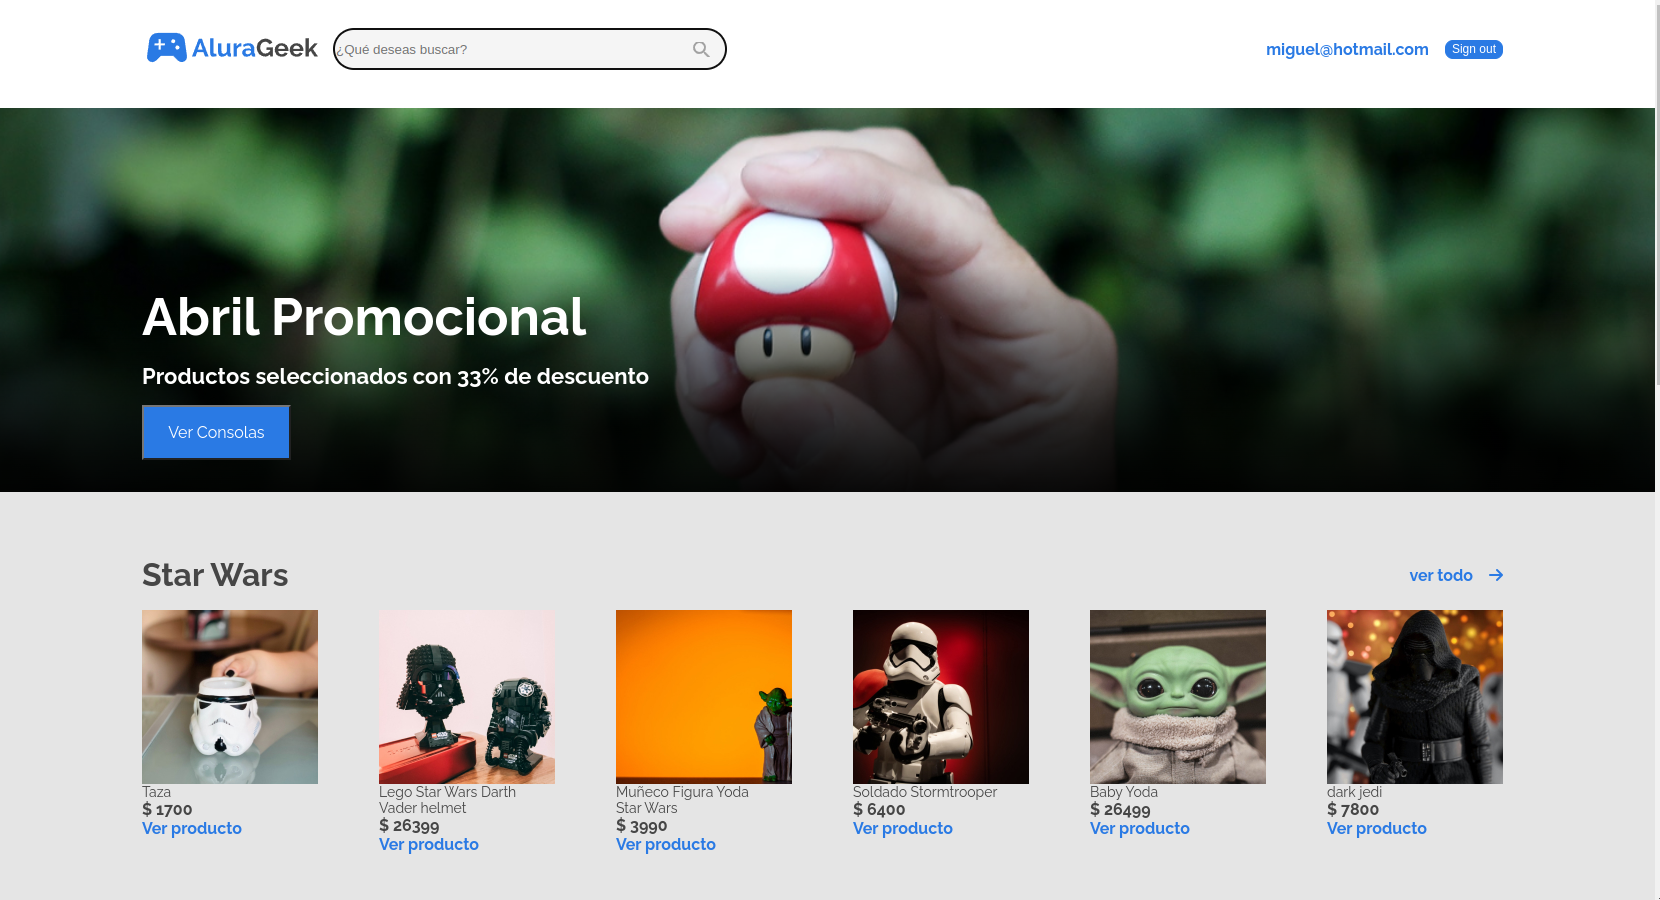 AluraGeek
¿Qué deseas buscar?
miguel@hotmail.com
Sign out
Abril Promocional
Productos seleccionados con 33% de descuento
Ver Consolas
Star Wars
ver todo
Taza
$ 1700
Ver producto
Lego Star Wars Darth
Vader helmet
$ 26399
Ver producto
Muñeco Figura Yoda
Star Wars
$ 3990
Ver producto
Soldado Stormtrooper
$ 6400
Ver producto
Baby Yoda
$ 26499
Ver producto
dark jedi
$ 7800
Ver producto